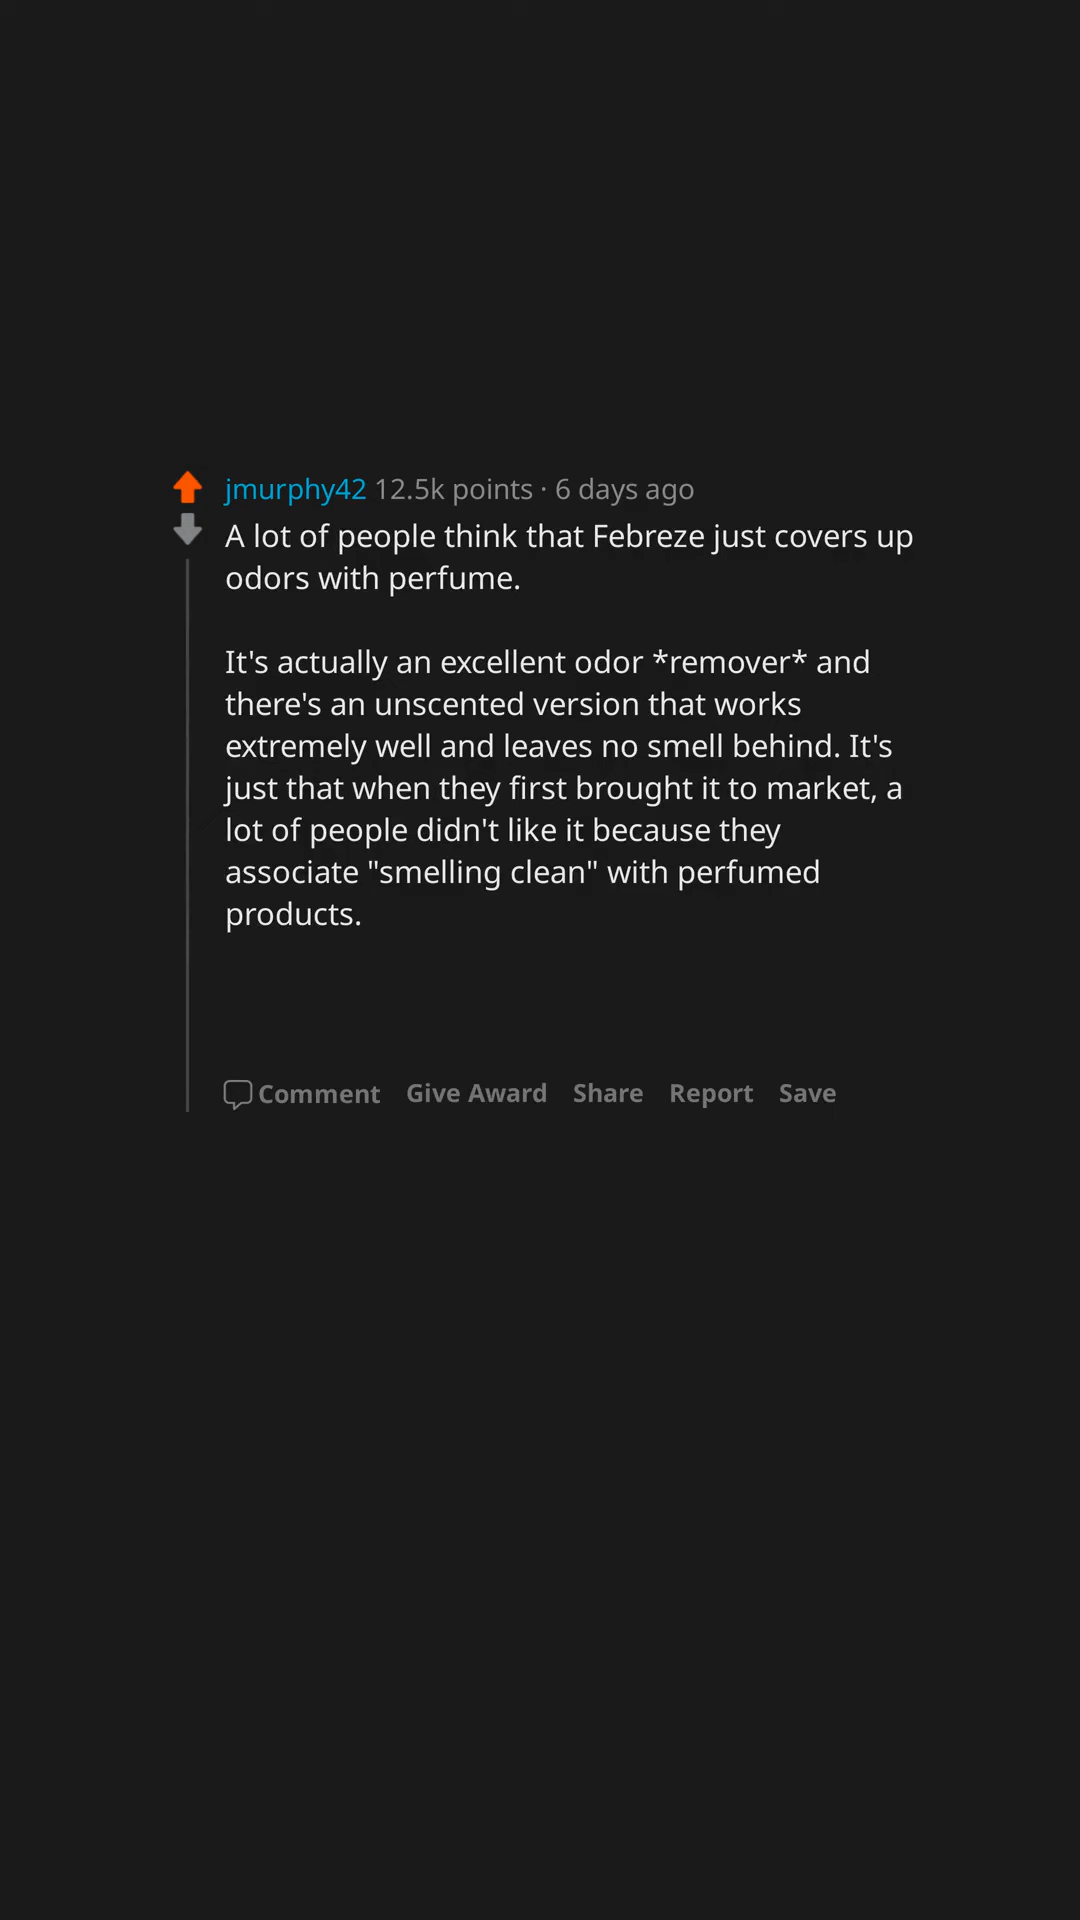 jmurphy42 12.5k points · 6 days ago
A lot of people think that Febreze just covers up
odors with perfume.
It's actually an excellent odor *remover* and
there's an unscented version that works
extremely well and leaves no smell behind. It's
just that when they first brought it to market, a
lot of people didn't like it because they
associate "smelling clean" with perfumed
products.
Comment Give Award Share Report Save